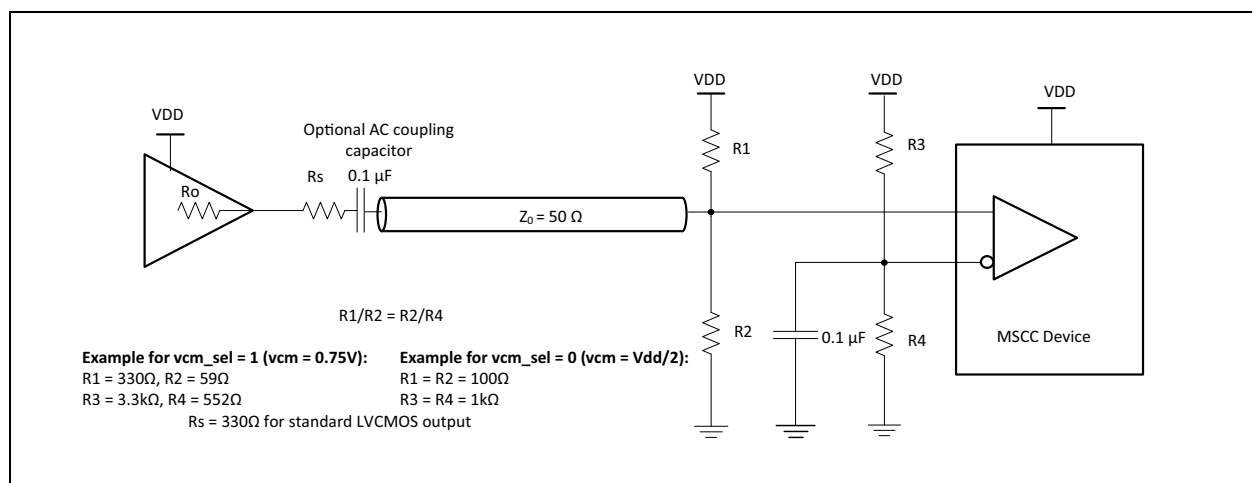 VDD
Optional AC coupling
capacitor
0.1 µF
Ro
Rs
Z0 = 50 Ω
VDD
R1
R2
VDD
R3
R4
0.1 µF
VDD
MSCC Device
R1/R2 = R2/R4
Example for vcm_sel = 1 (vcm = 0.75V):
R1 = 330Ω, R2 = 59Ω
R3 = 3.3kΩ, R4 = 552Ω
Example for vcm_sel = 0 (vcm = Vdd/2):
R1 = R2 = 100Ω
R3 = R4 = 1kΩ
Rs = 330Ω for standard LVCMOS output